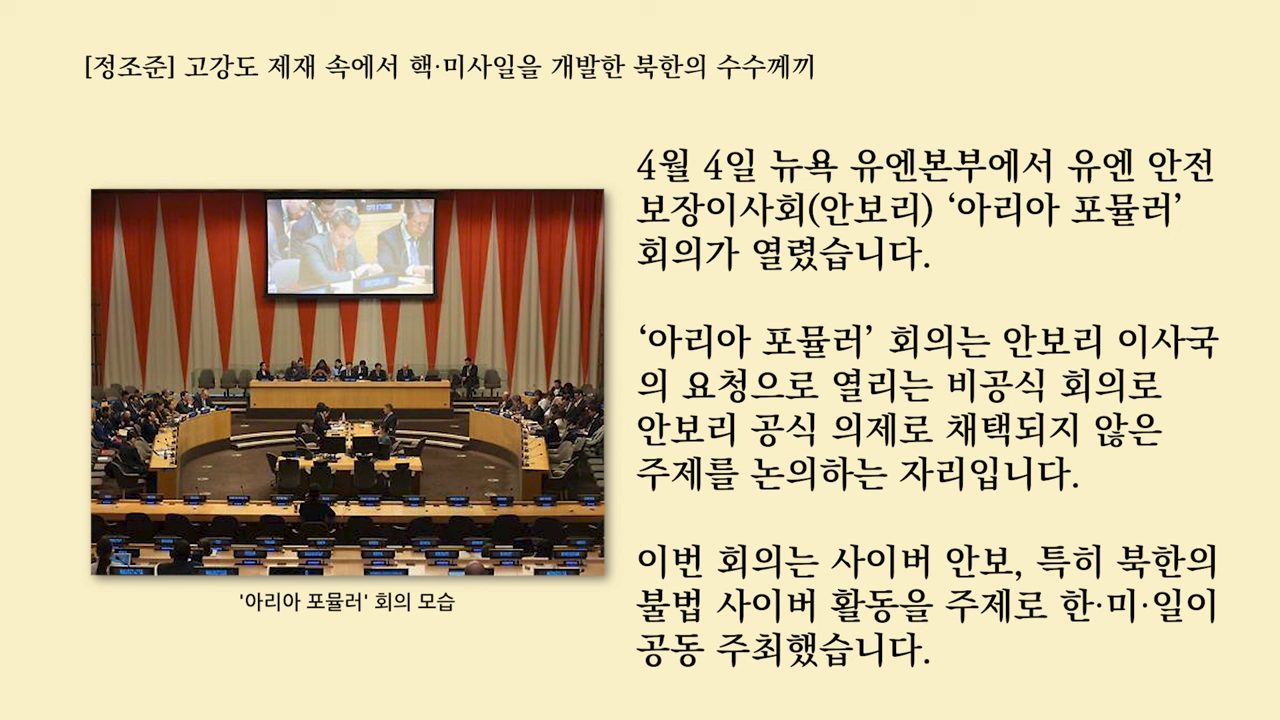 [정조준] 고강도 제재 속에서 핵·미사일을 개발한 북한의 수수께끼
4월 4일 뉴욕 유엔본부에서 유엔 안전
보장이사회(안보리) ‘아리아 포뮬러’
회의가 열렸습니다.
‘아리아 포뮬러’ 회의는 안보리 이사국
의 요청으로 열리는 비공식 회의로
안보리 공식 의제로 채택되지 않은
주제를 논의하는 자리입니다.
이번 회의는 사이버 안보, 특히 북한의
불법 사이버 활동을 주제로 한·미·일이
공동 주최했습니다.
'아리아 포뮬러' 회의 모습